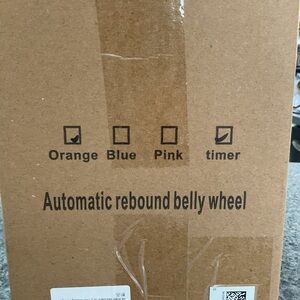 Orange Blue Pink timer
Automatic rebound belly wheel